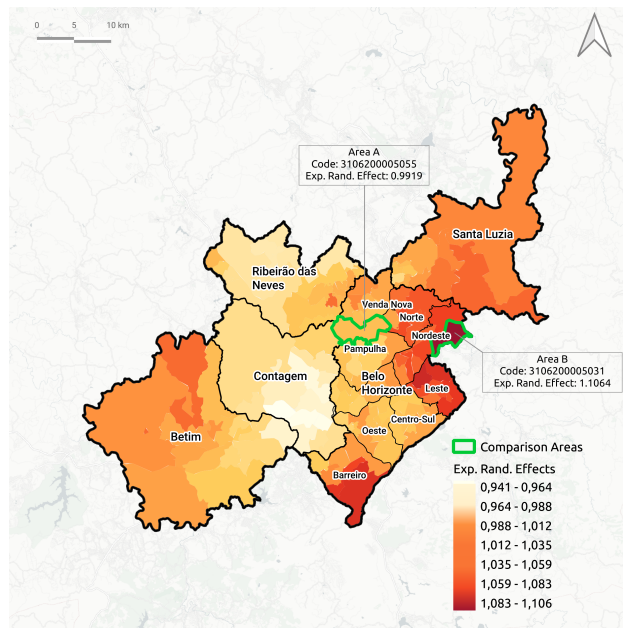 0 5 10 km
Area A
Code: 3106200005055
Exp. Rand. Effect: 0.9919
Santa Luzia
Ribeirão das
Neves
Venda Nova
Norte
Nordeste
Pampulha
Area B
Code: 3106200005031
Exp. Rand. Effect: 1.1064
Contagem
Belo
Horizonte
Leste
Centro-Sul
Oeste
Betim
Barreiro
Comparison Areas
Exp. Rand. Effects
0,941 - 0,964
0,964 - 0,988
0,988 - 1,012
1,012 - 1,035
1,035 - 1,059
1,059 - 1,083
1,083 - 1,106